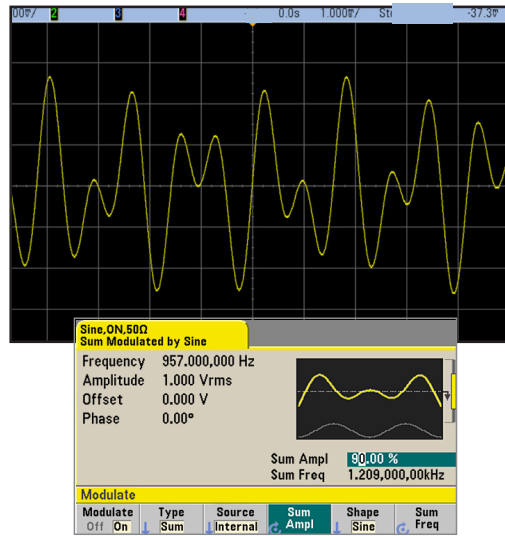 00▽/ 2 3 4 0.0s 1.000▽/ St -37.3▽
Sine,ON,50Ω
Sum Modulated by Sine
Frequency 957.000,000 Hz
Amplitude 1.000 Vrms
Offset 0.000 V
Phase 0.00°
Sum Ampl 90.00 %
Sum Freq 1.209,000,00kHz
Modulate
Modulate Type Source Sum Shape Sum
Off On Sum Internal Ampl Sine Freq